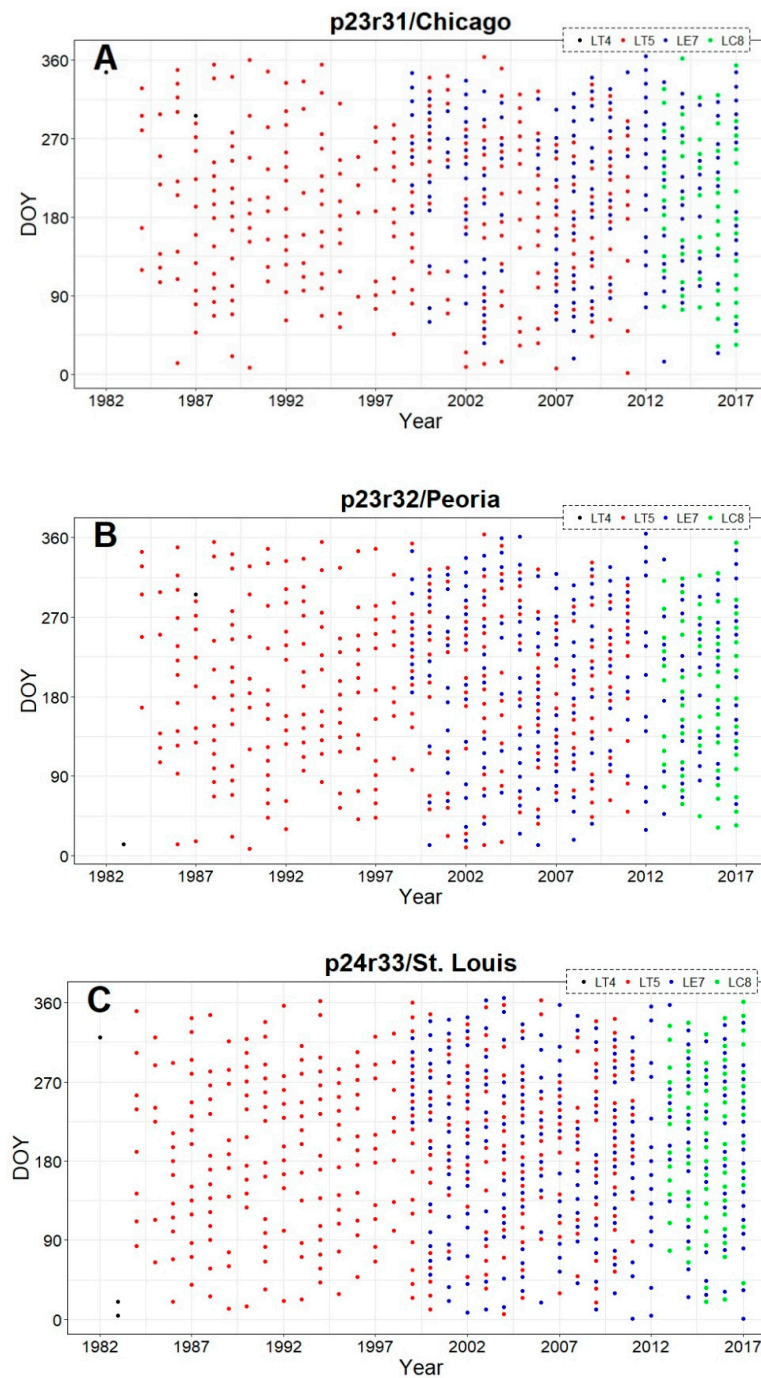 p23r31/Chicago
A
LT4 LT5 LE7 LC8
360
270
180
90
0
DOY
1982 1987 1992 1997 2002 2007 2012 2017
Year
p23r32/Peoria
B
LT4 LT5 LE7 LC8
360
270
180
90
0
DOY
1982 1987 1992 1997 2002 2007 2012 2017
Year
p24r33/St. Louis
C
LT4 LT5 LE7 LC8
360
270
180
90
0
DOY
1982 1987 1992 1997 2002 2007 2012 2017
Year